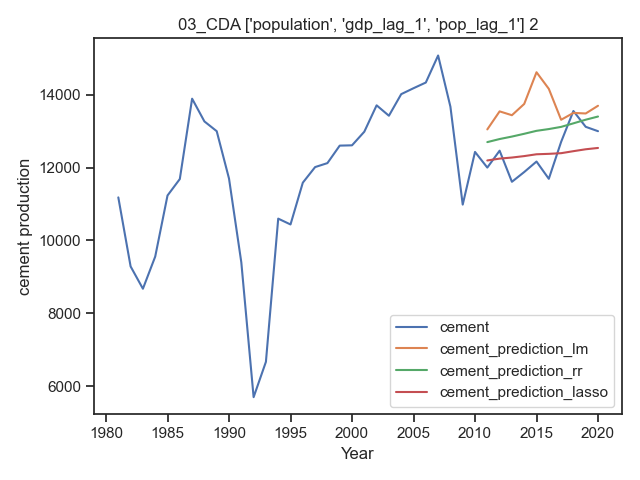 03_CDA ['population', 'gdp_lag_1', 'pop_lag_1'] 2
14000
12000
10000
8000
6000
cement production
1980
1985
1990
1995
2000
2005
2010
2015
2020
Year
cement
cement_prediction_lm
cement_prediction_rr
cement_prediction_lasso